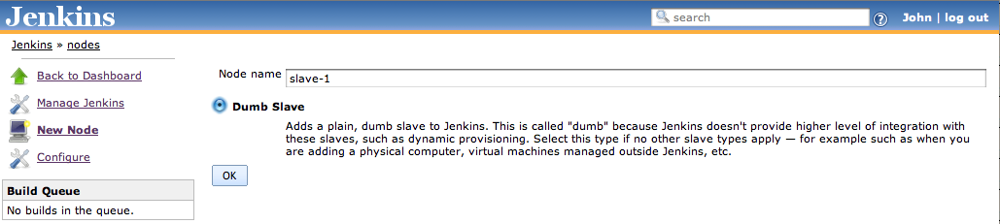 Jenkins
search
John | log out
Jenkins » nodes
Back to Dashboard
Manage Jenkins
New Node
Configure
Build Queue
No builds in the queue.
Node name slave-1
Dumb Slave
Adds a plain, dumb slave to Jenkins. This is called "dumb" because Jenkins doesn't provide higher level of integration with
these slaves, such as dynamic provisioning. Select this type if no other slave types apply — for example such as when you
are adding a physical computer, virtual machines managed outside Jenkins, etc.
OK